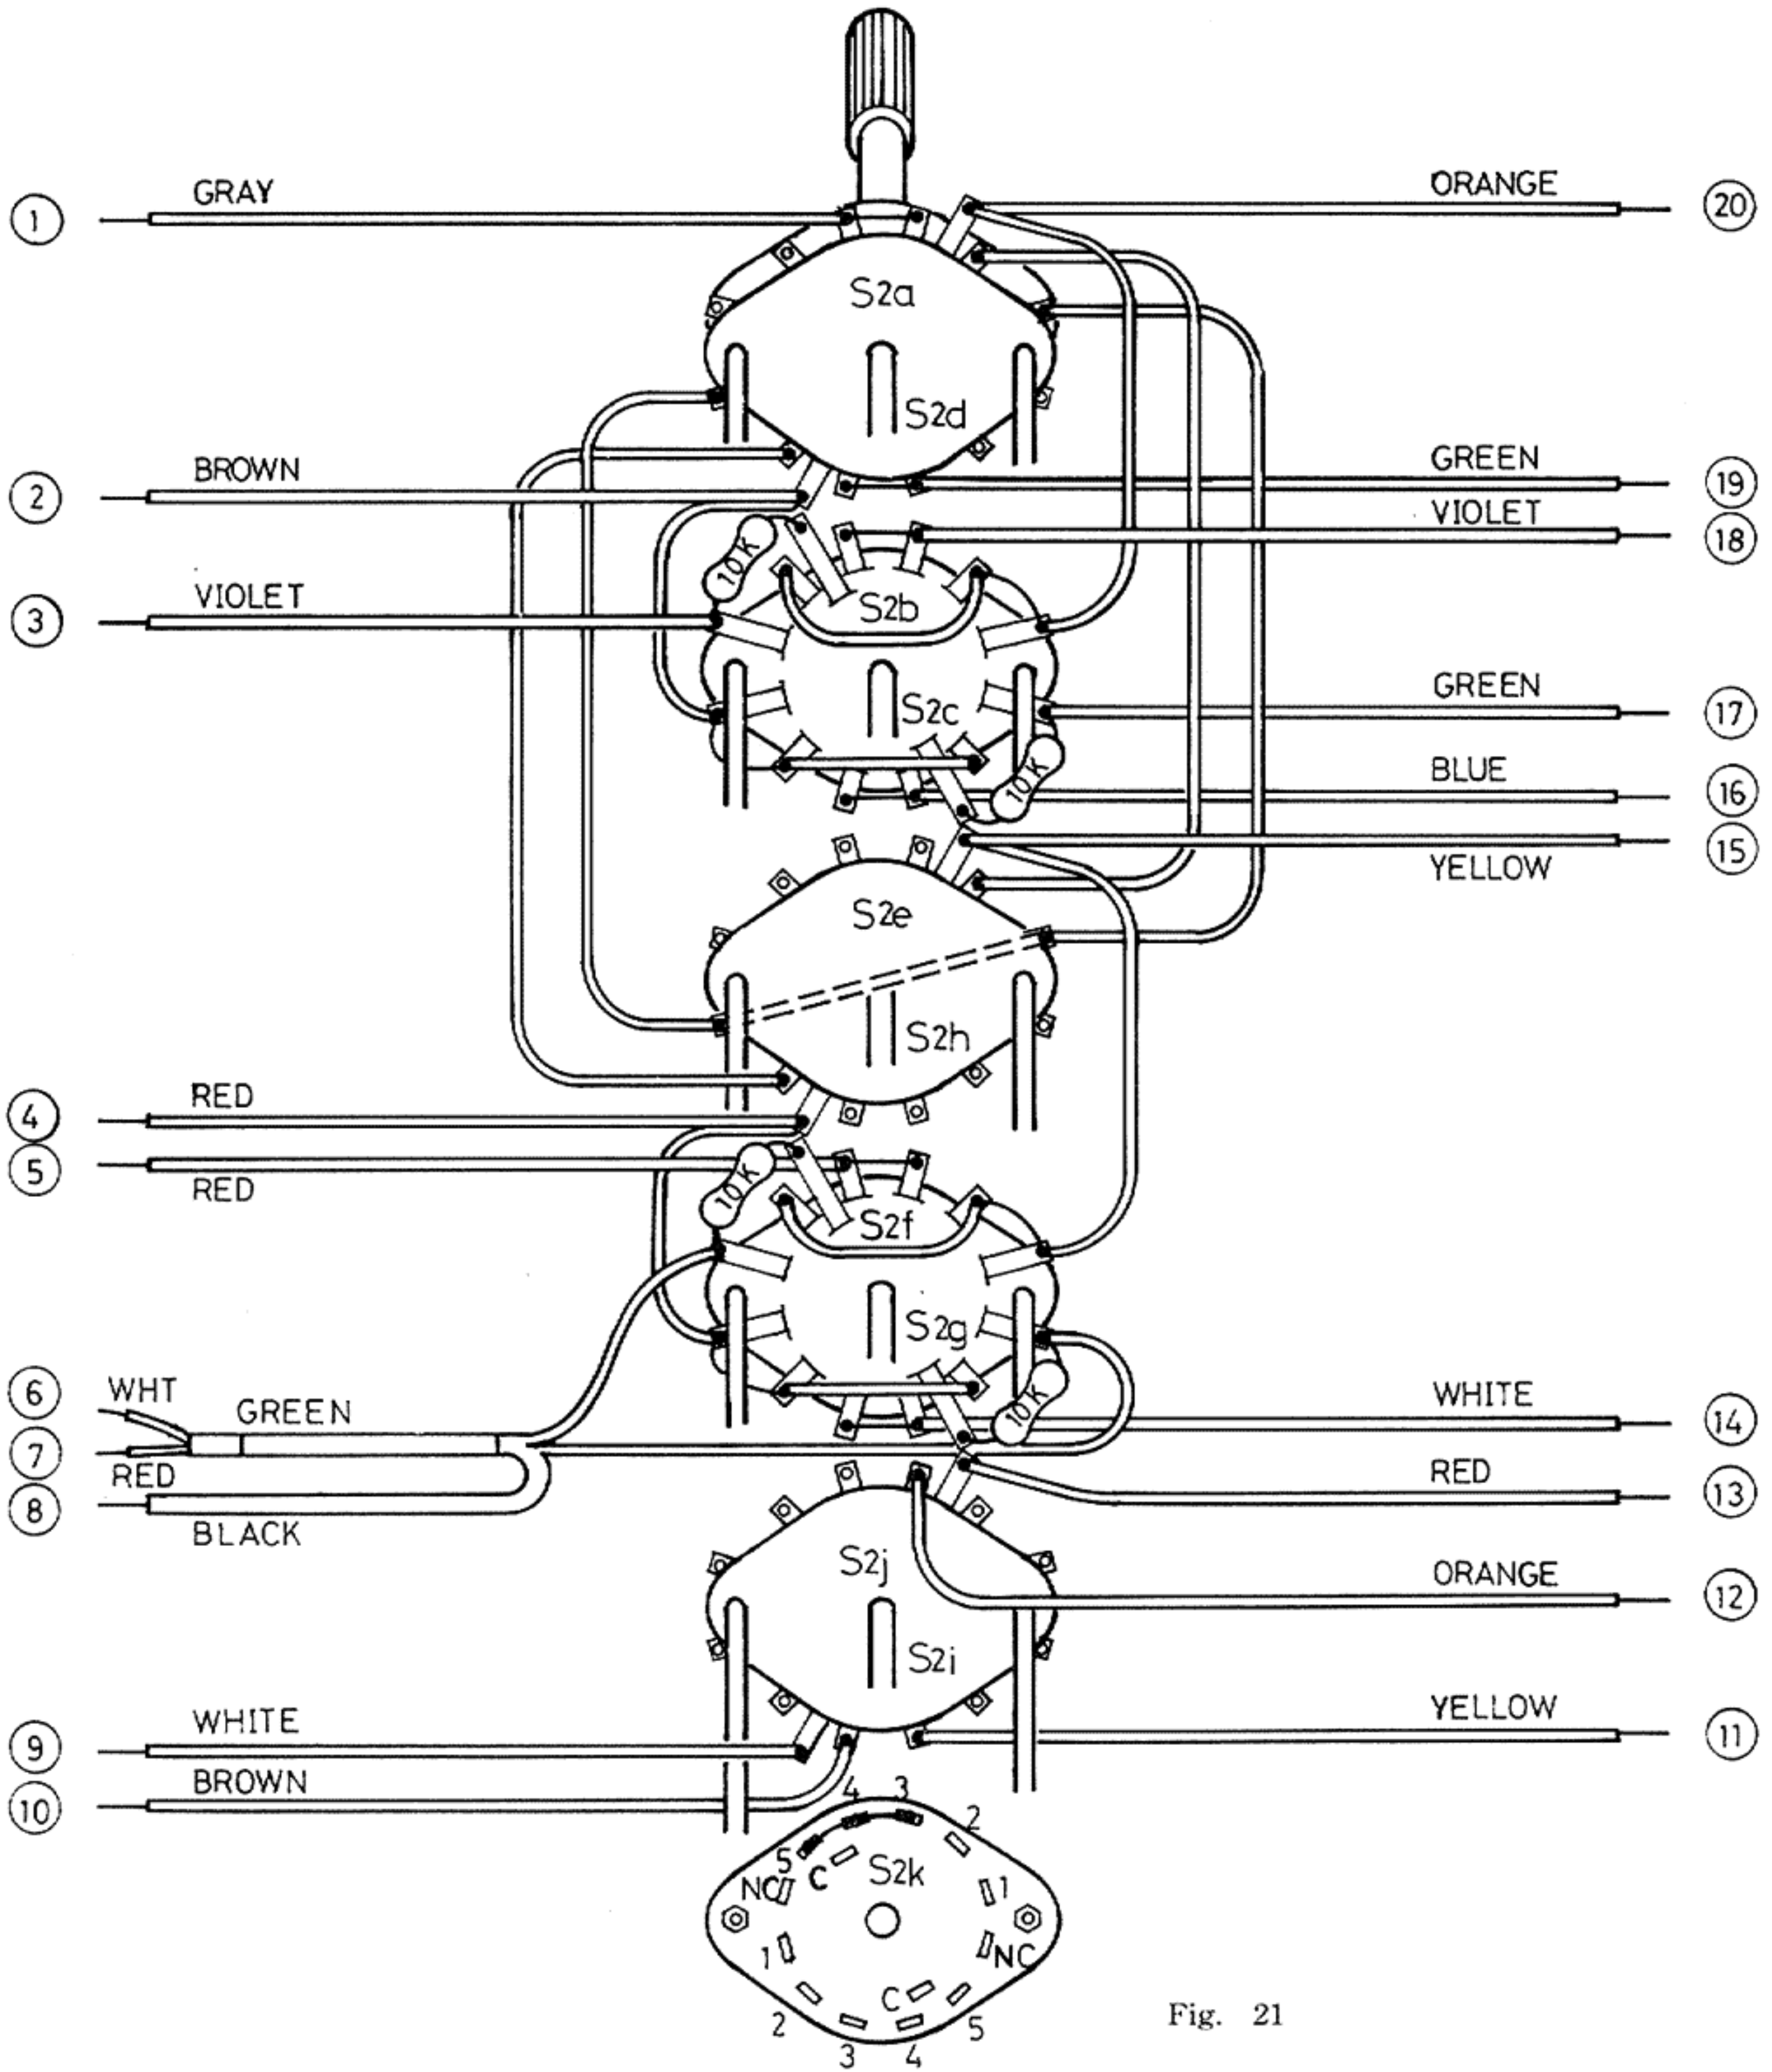 GRAY
1
ORANGE
20
S2a
S2d
BROWN
2
GREEN
19
VIOLET
18
10K
VIOLET
3
S2b
S2c
GREEN
17
10K
BLUE
16
15
YELLOW
S2e
S2h
RED
4
5
RED
10K
S2f
S2g
10K
6
WHT
GREEN
7
RED
8
BLACK
WHITE
14
RED
13
S2j
ORANGE
12
S2i
WHITE
9
YELLOW
11
BROWN
10
4 3
2
5
C
S2k
NC
1
1
NC
C
2
5
3
4
Fig. 21